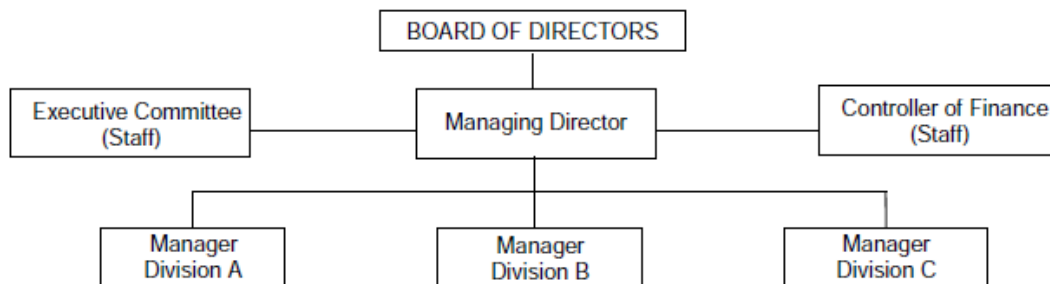 BOARD OF DIRECTORS
Executive Committee
(Staff)
Managing Director
Controller of Finance
(Staff)
Manager
Division A
Manager
Division B
Manager
Division C